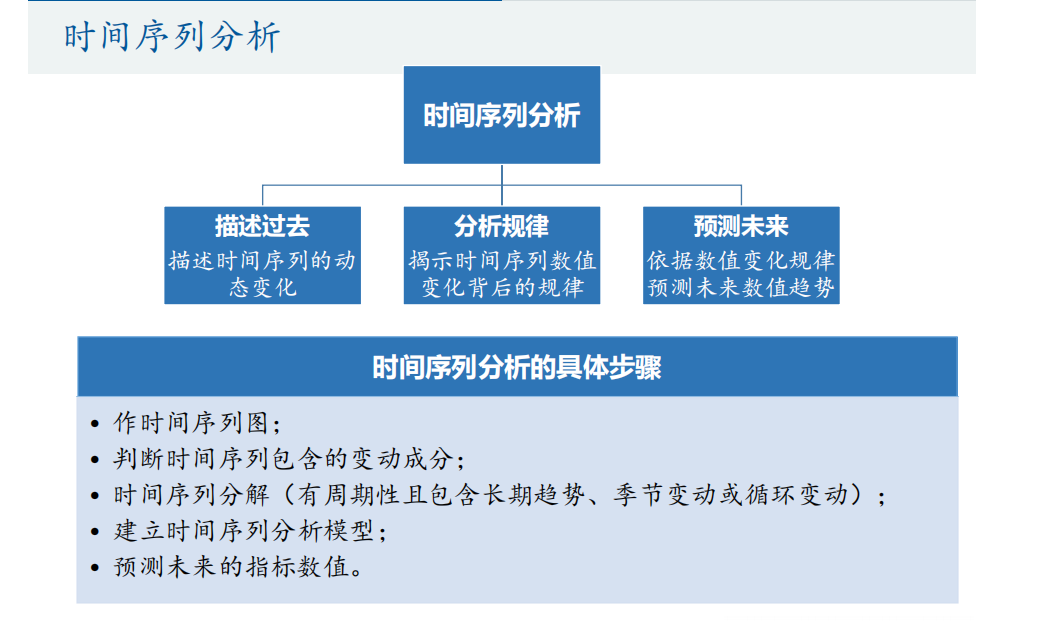 时间序列分析
时间序列分析
描述过去
描述时间序列的动
态变化
分析规律
揭示时间序列数值
变化背后的规律
预测未来
依据数值变化规律
预测未来数值趋势
时间序列分析的具体步骤
• 作时间序列图；
• 判断时间序列包含的变动成分；
• 时间序列分解（有周期性且包含长期趋势、季节变动或循环变动）；
• 建立时间序列分析模型；
• 预测未来的指标数值。